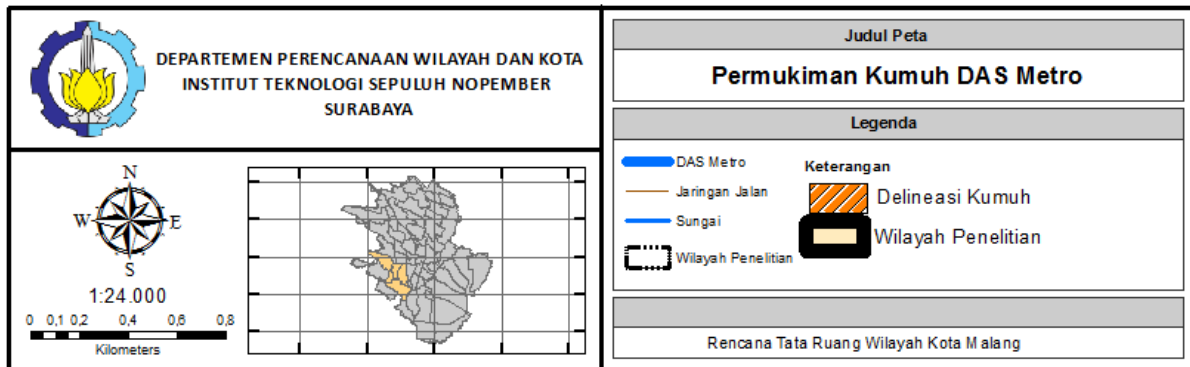 DEPARTEMEN PERENCANAAN WILAYAH DAN KOTA
INSTITUT TEKNOLOGI SEPULUH NOPEMBER
SURABAYA
N
W E
S
1:24.000
0 0,1 0,2 0,4 0,6 0,8
Kilometers
Judul Peta
Permukiman Kumuh DAS Metro
Legenda
DAS Metro
Jaringan Jalan
Sungai
Wilayah Penelitian
Keterangan
Delineasi Kumuh
Wilayah Penelitian
Rencana Tata Ruang Wilayah Kota Malang